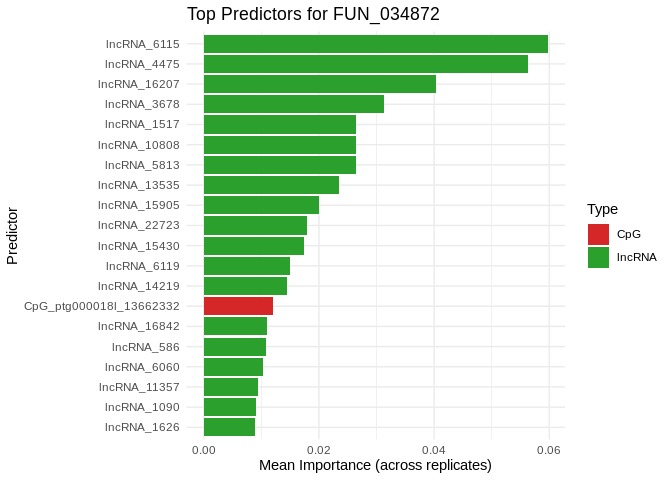 Top Predictors for FUN_034872
Predictor
lncRNA_6115
lncRNA_4475
lncRNA_16207
lncRNA_3678
lncRNA_1517
lncRNA_10808
lncRNA_5813
lncRNA_13535
lncRNA_15905
lncRNA_22723
lncRNA_15430
lncRNA_6119
lncRNA_14219
CpG_ptg000018l_13662332
lncRNA_16842
lncRNA_586
lncRNA_6060
lncRNA_11357
lncRNA_1090
lncRNA_1626
0.00 0.02 0.04 0.06
Mean Importance (across replicates)
Type
CpG
lncRNA